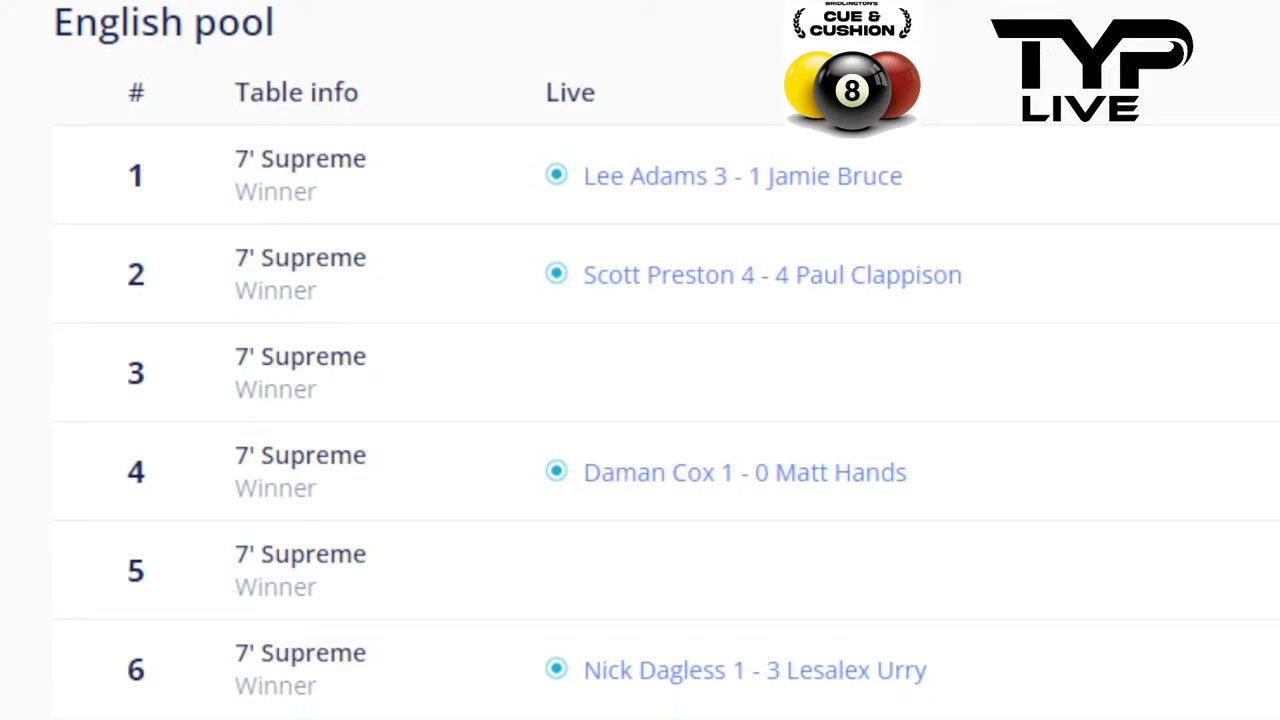 English pool
BRIDLINGTON'S
CUE &
CUSHION
8
TYP
LIVE
# Table info Live
1 7' Supreme Lee Adams 3 - 1 Jamie Bruce
Winner
2 7' Supreme Scott Preston 4 - 4 Paul Clappison
Winner
3 7' Supreme
Winner
4 7' Supreme Daman Cox 1 - 0 Matt Hands
Winner
5 7' Supreme
Winner
6 7' Supreme Nick Dagless 1 - 3 Lesalex Urry
Winner